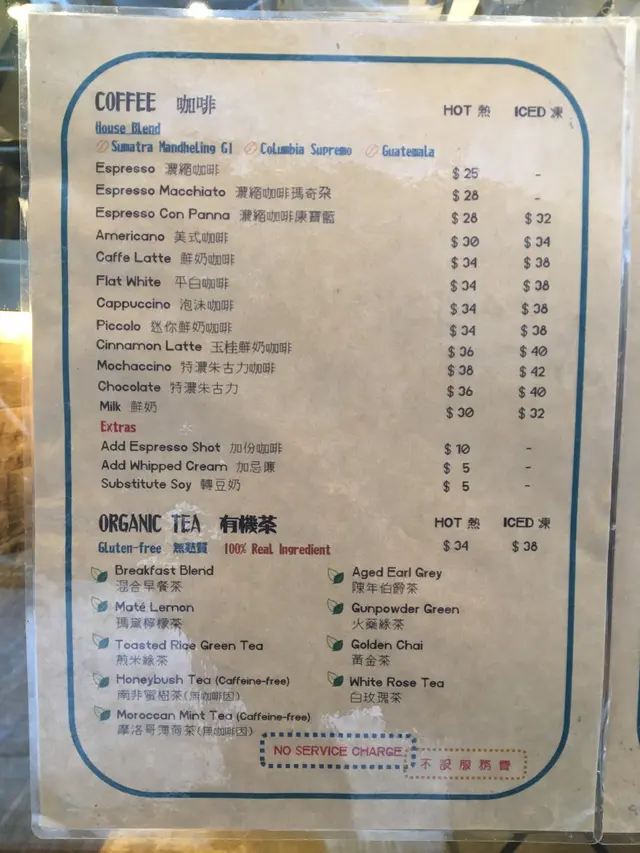 COFFEE 咖啡 HOT 熱 ICED 凍
House Blend
Sumatra Mandheling G1 Columbia Supremo Guatemala
Espresso 濃縮咖啡 $25 -
Espresso Macchiato 濃縮咖啡瑪奇朵 $28 -
Espresso Con Panna 濃縮咖啡康寶藍 $28 $32
Americano 美式咖啡 $30 $34
Caffe Latte 鮮奶咖啡 $34 $38
Flat White 平白咖啡 $34 $38
Cappuccino 泡沫咖啡 $34 $38
Piccolo 迷你鮮奶咖啡 $34 $38
Cinnamon Latte 玉桂鮮奶咖啡 $36 $40
Mochaccino 特濃朱古力咖啡 $38 $42
Chocolate 特濃朱古力 $36 $40
Milk 鮮奶 $30 $32
Extras
Add Espresso Shot 加份咖啡 $10 -
Add Whipped Cream 加忌廉 $5 -
Substitute Soy 轉豆奶 $5 -
ORGANIC TEA 有機茶 HOT 熱 ICED 凍
Gluten-free 無麩質 100% Real Ingredient $34 $38
Breakfast Blend
混合早餐茶
Maté Lemon
瑪黛檸檬茶
Toasted Rice Green Tea
煎米綠茶
Honeybush Tea (Caffeine-free)
南非蜜樹茶(無咖啡因)
Moroccan Mint Tea (Caffeine-free)
摩洛哥薄荷茶(無咖啡因)
Aged Earl Grey
陳年伯爵茶
Gunpowder Green
火藥綠茶
Golden Chai
黃金茶
White Rose Tea
白玫瑰茶
NO SERVICE CHARGE
不設服務費